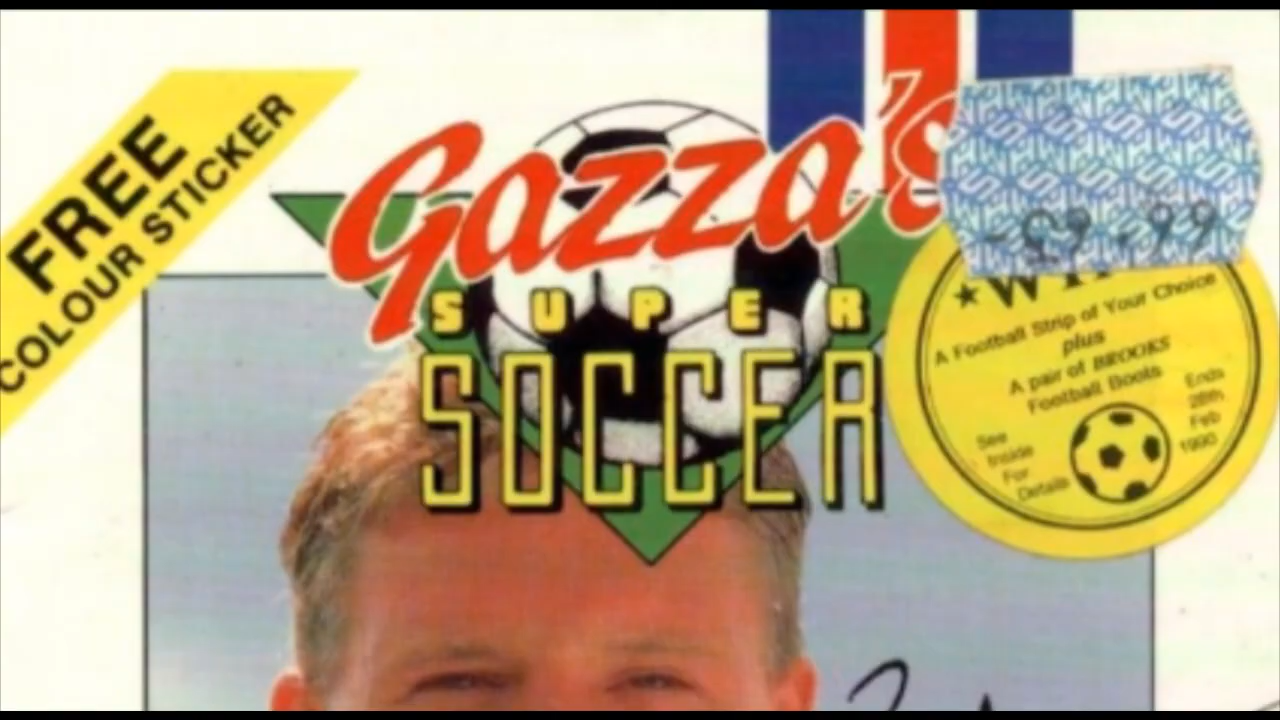 FREE
COLOUR STICKER
Gazza's
SUPER
SOCCER
£9.99
A Football Strip of Your Choice
plus
A pair of BROOKS
Football Boots
See
Inside
For
Details
Ends
28th
Feb
1990